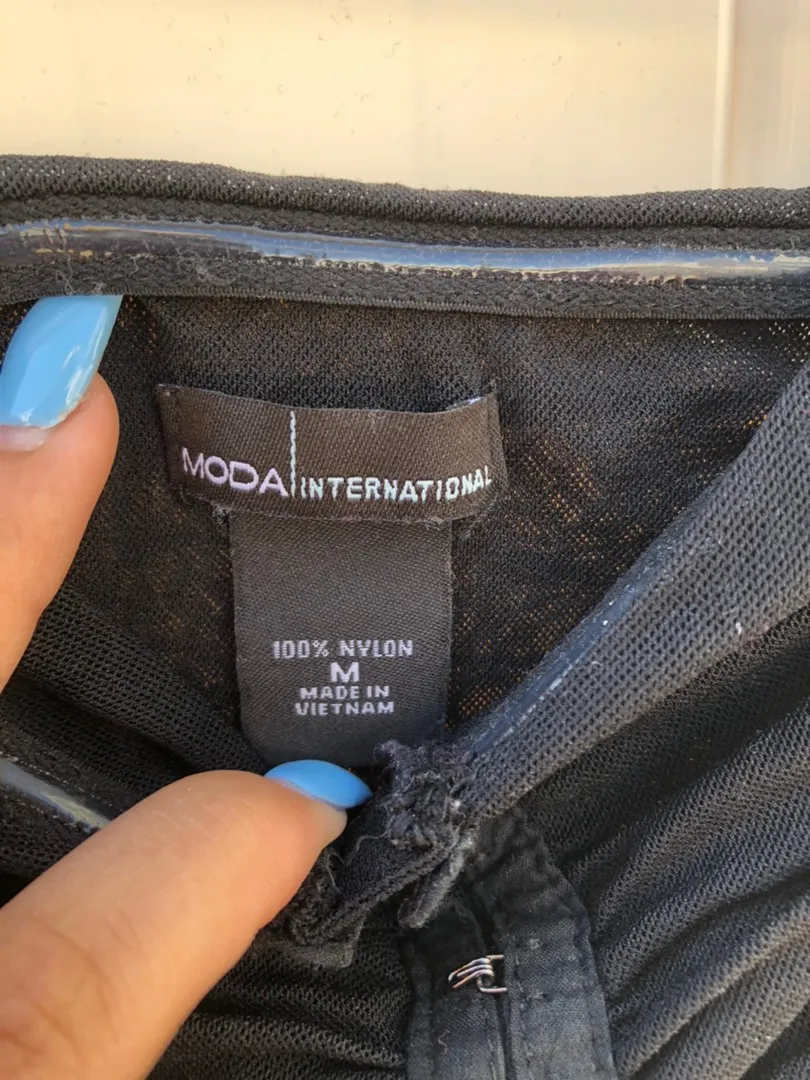 MODA INTERNATIONAL
100% NYLON
M
MADE IN
VIETNAM